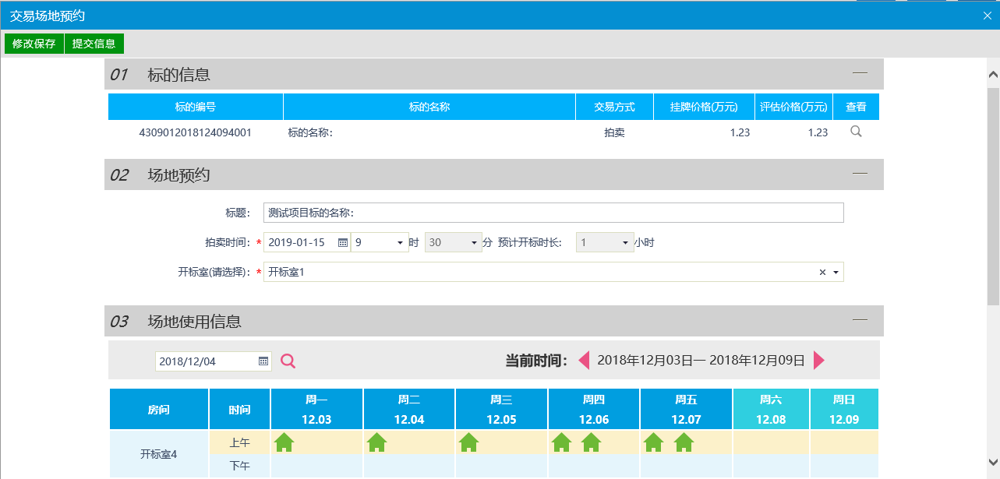 交易场地预约
修改保存 提交信息
01 标的信息
标的编号 标的名称 交易方式 挂牌价格(万元) 评估价格(万元) 查看
4309012018124094001 标的名称: 拍卖 1.23 1.23
02 场地预约
标题: 测试项目标的名称:
拍卖时间: * 2019-01-15 9 时 30 分 预计开标时长: 1 小时
开标室(请选择): * 开标室1
03 场地使用信息
2018/12/04 当前时间: 2018年12月03日— 2018年12月09日
房间 时间 周一 周二 周三 周四 周五 周六 周日
12.03 12.04 12.05 12.06 12.07 12.08 12.09
开标室4 上午
下午